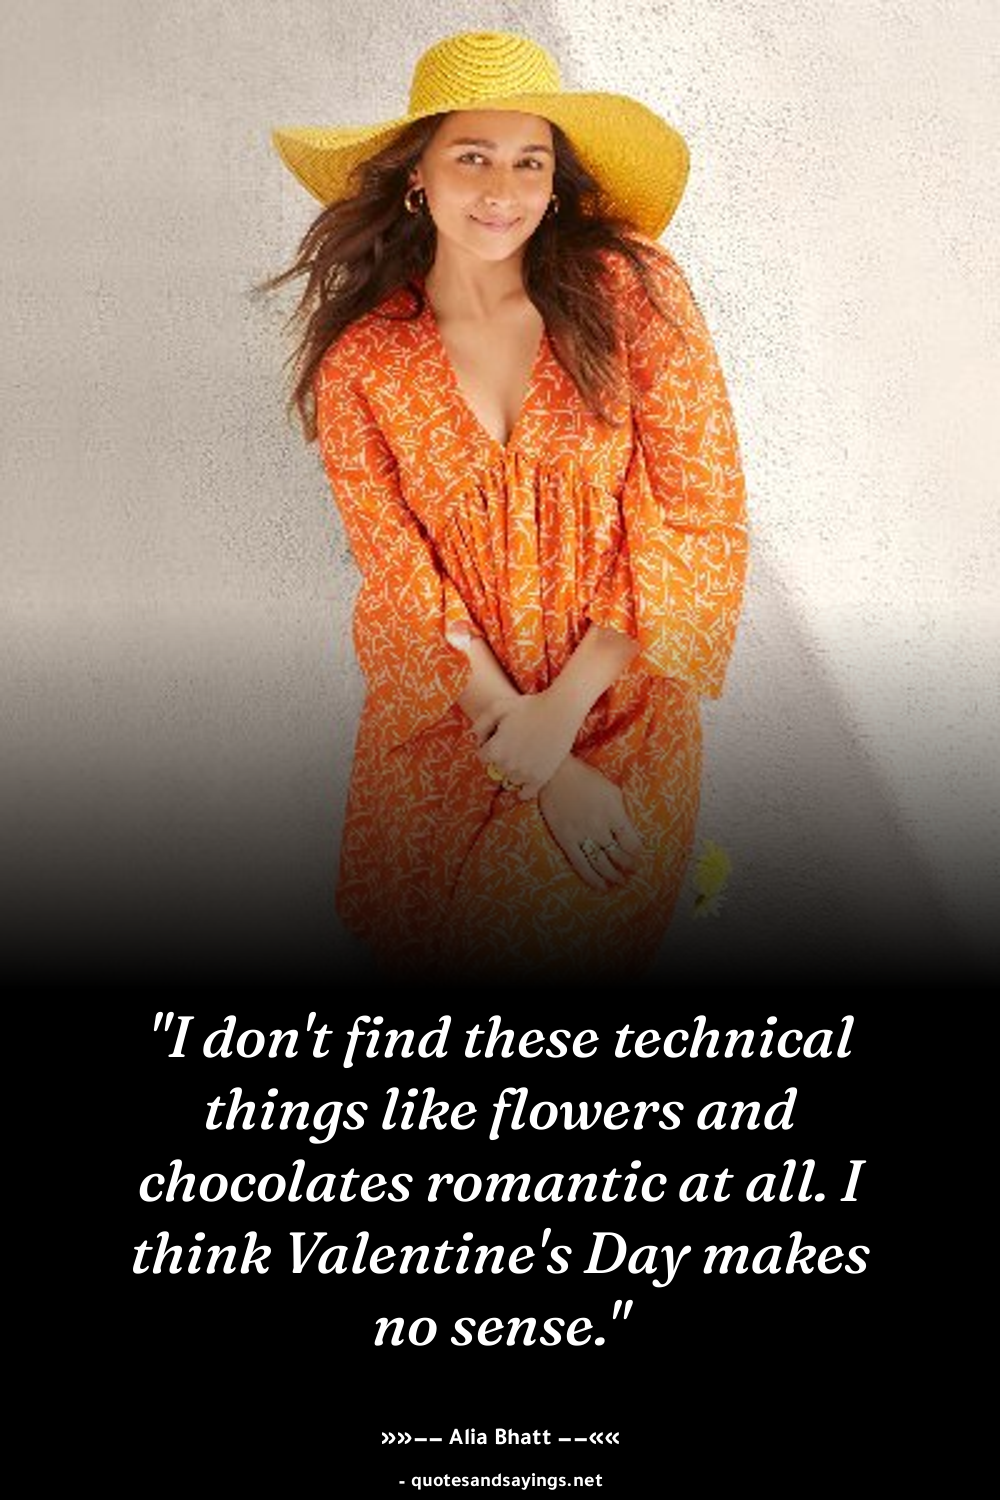 "I don't find these technical
things like flowers and
chocolates romantic at all. I
think Valentine's Day makes
no sense."
»»–– Alia Bhatt ––««
- quotesandsayings.net